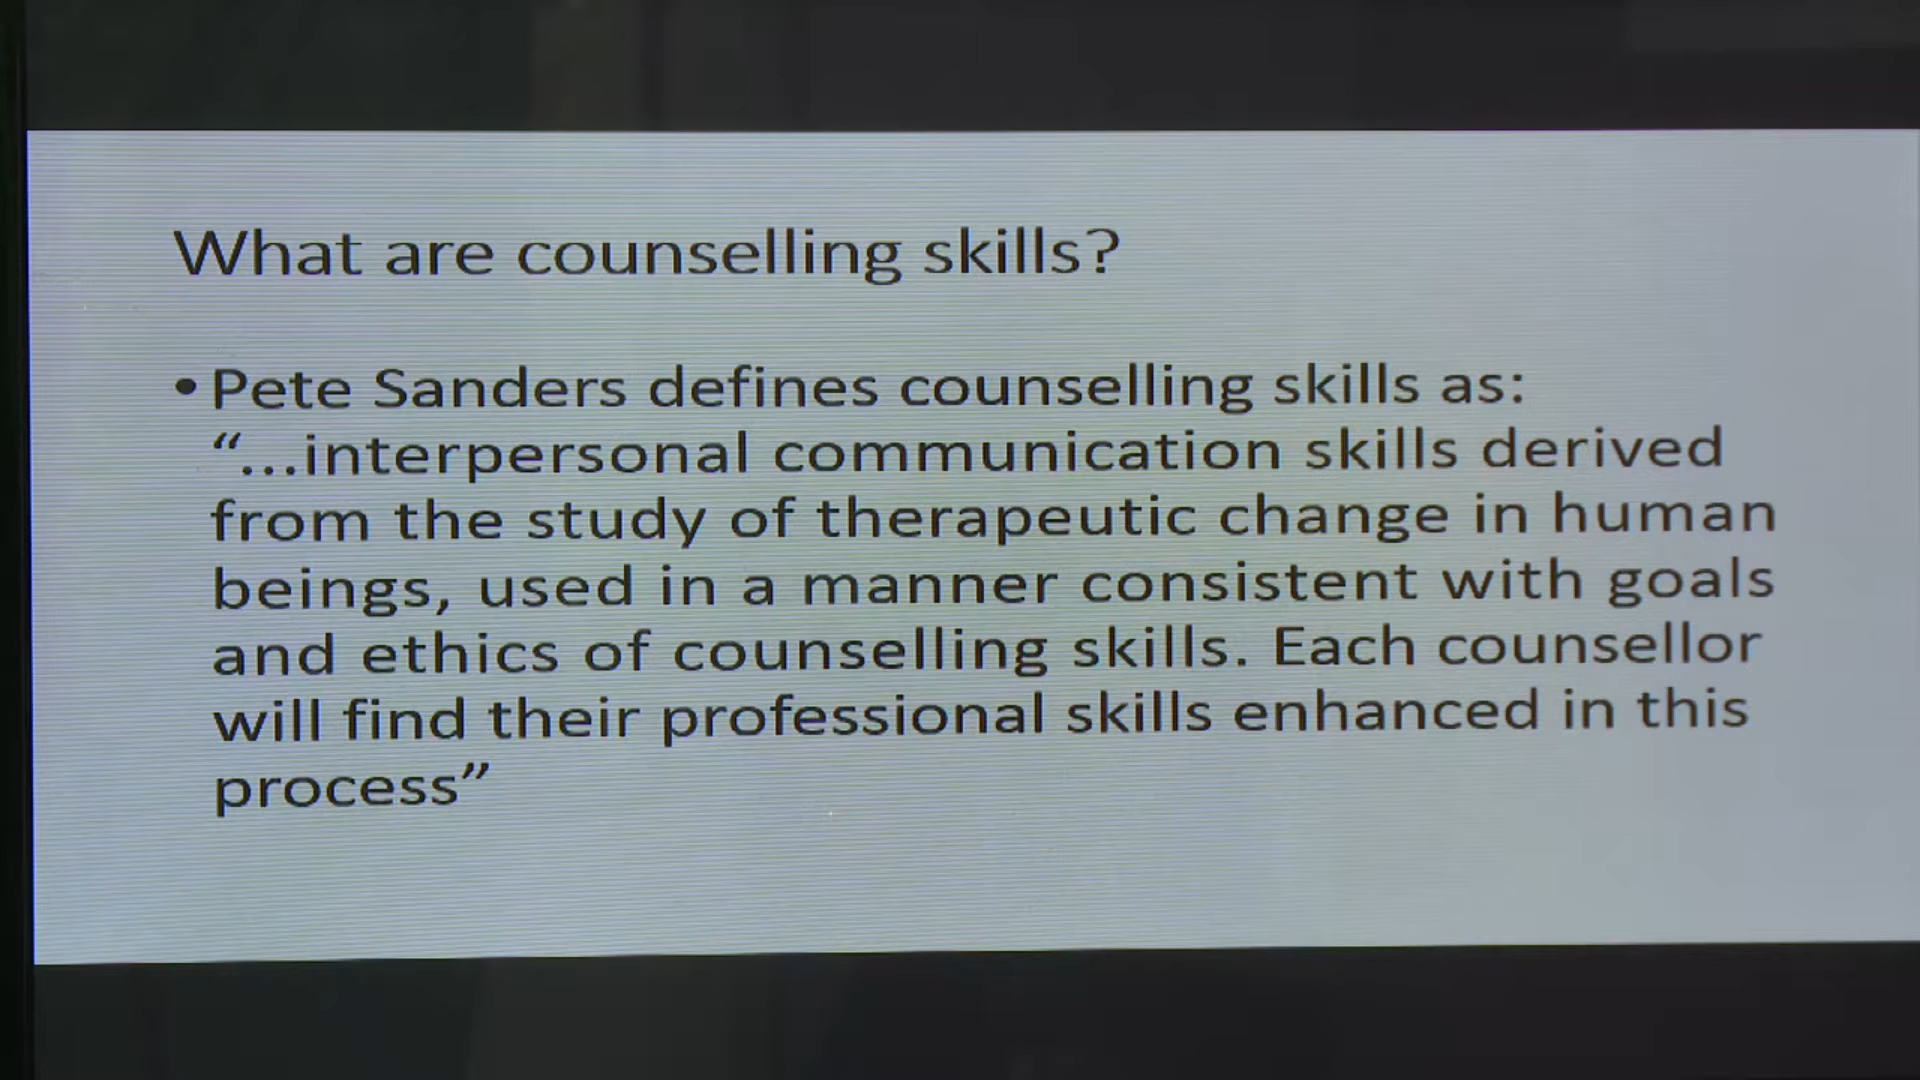 What are counselling skills?
• Pete Sanders defines counselling skills as:
“...interpersonal communication skills derived
from the study of therapeutic change in human
beings, used in a manner consistent with goals
and ethics of counselling skills. Each counsellor
will find their professional skills enhanced in this
process”